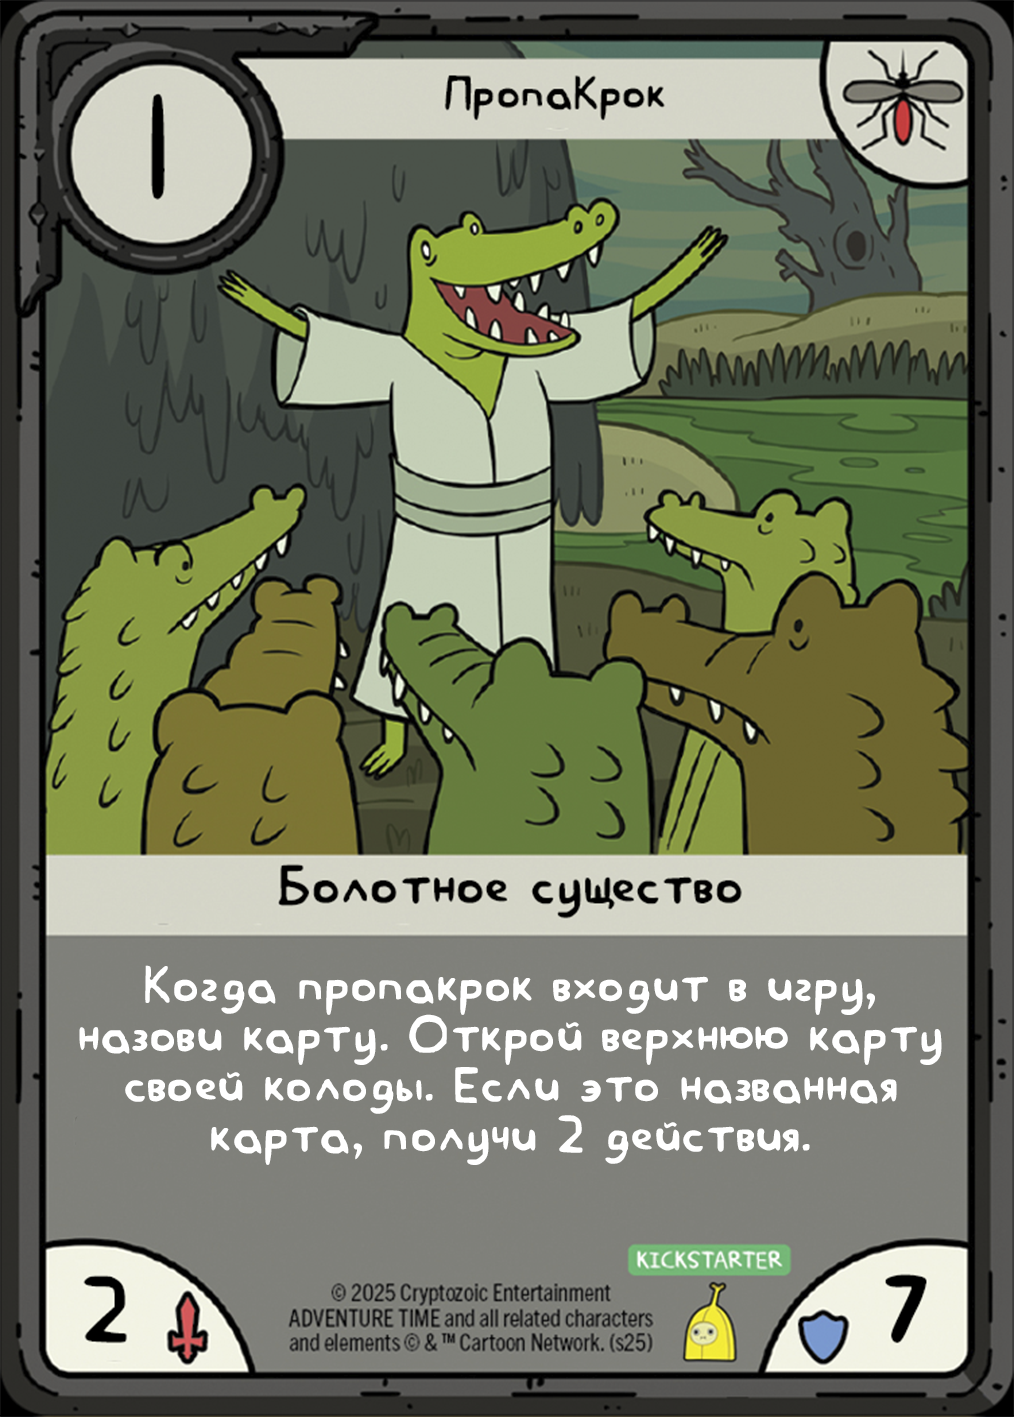 1
ПропаКрок
Болотное существо
Когда пропакрок входит в игру,
назови карту. Открой верхнюю карту
своей колоды. Если это названная
карта, получи 2 действия.
KICKSTARTER
2
© 2025 Cryptozoic Entertainment
ADVENTURE TIME and all related characters
and elements © & ™ Cartoon Network. (s25)
7